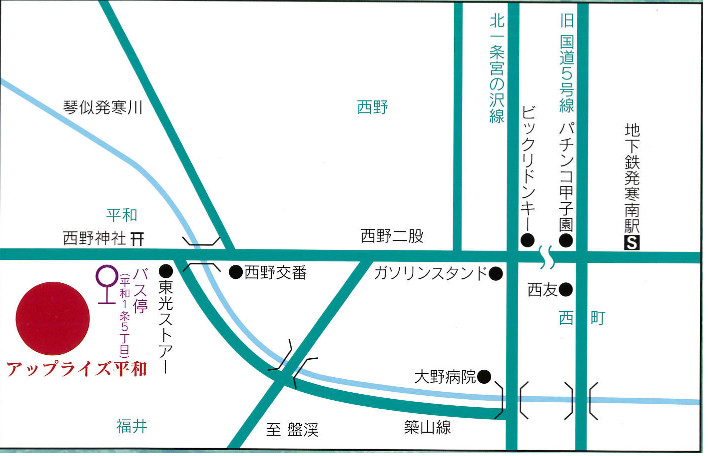 北一条宮の沢線
旧国道5号線
琴似発寒川
西野
ビックリドンキー
パチンコ甲子園
地下鉄発寒南駅
S
平和
西野神社
西野二股
バス停
(平和1条5丁目)
東光ストアー
西野交番
ガソリンスタンド
西友
西町
アップライズ平和
大野病院
福井
至 盤渓
築山線